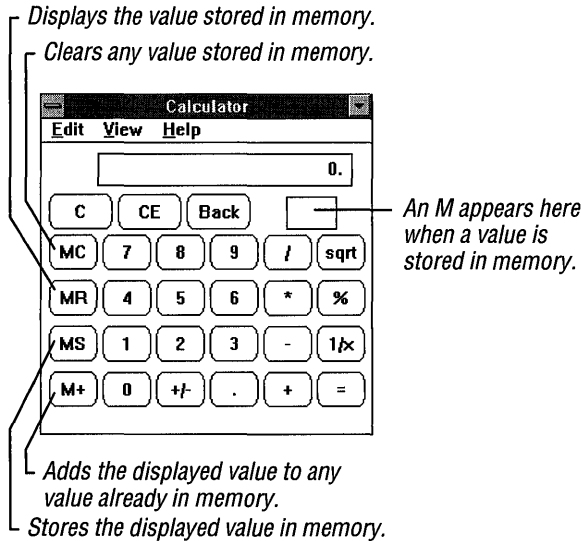 Displays the value stored in memory.
Clears any value stored in memory.
Calculator
Edit View Help
0.
C CE Back
An M appears here
when a value is
stored in memory.
MC 7 8 9 / sqrt
MR 4 5 6 * %
MS 1 2 3 - 1/x
M+ 0 +/- . + =
Adds the displayed value to any
value already in memory.
Stores the displayed value in memory.